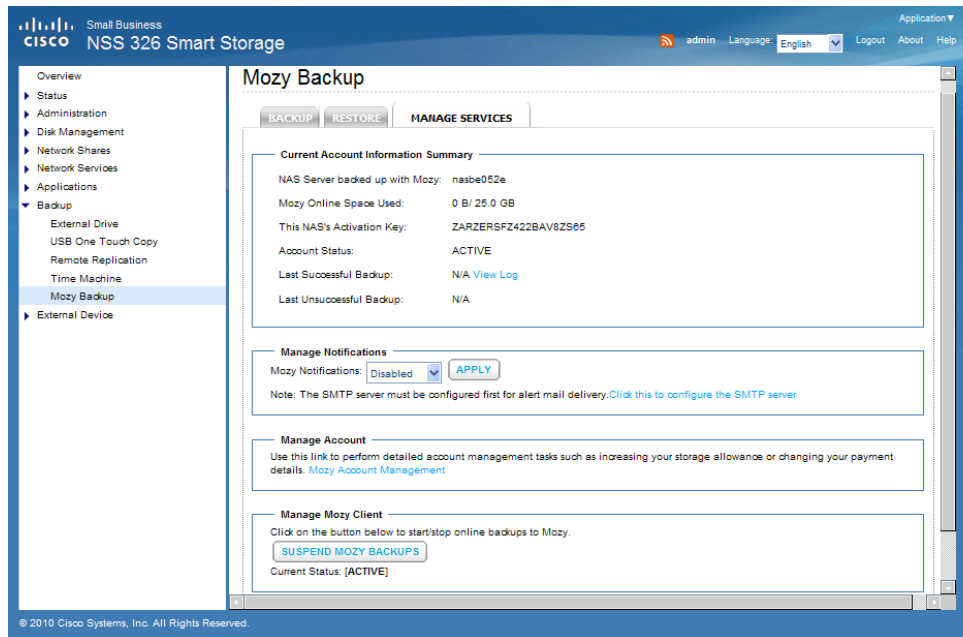 Small Business
CISCO NSS 326 Smart Storage
Application
admin Language: English Logout About Help
Overview
Status
Administration
Disk Management
Network Shares
Network Services
Applications
Backup
External Drive
USB One Touch Copy
Remote Replication
Time Machine
Mozy Backup
External Device
Mozy Backup
BACKUP RESTORE MANAGE SERVICES
Current Account Information Summary
NAS Server backed up with Mozy: nasbe052e
Mozy Online Space Used: 0 B/ 25.0 GB
This NAS's Activation Key: ZARZERSFZ422BAV8ZS65
Account Status: ACTIVE
Last Successful Backup: N/A View Log
Last Unsuccessful Backup: N/A
Manage Notifications
Mozy Notifications: Disabled APPLY
Note: The SMTP server must be configured first for alert mail delivery.Click this to configure the SMTP server
Manage Account
Use this link to perform detailed account management tasks such as increasing your storage allowance or changing your payment
details. Mozy Account Management
Manage Mozy Client
Click on the button below to start/stop online backups to Mozy.
SUSPEND MOZY BACKUPS
Current Status: [ACTIVE]
© 2010 Cisco Systems, Inc. All Rights Reserved.